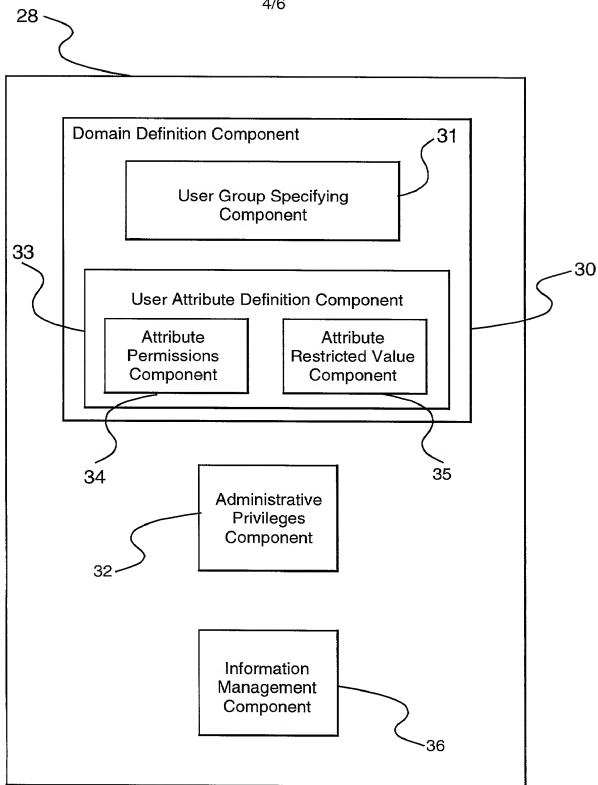 4/6
28
Domain Definition Component
31
User Group Specifying
Component
33
30
User Attribute Definition Component
Attribute
Permissions
Component
Attribute
Restricted Value
Component
34
35
Administrative
Privileges
Component
32
Information
Management
Component
36